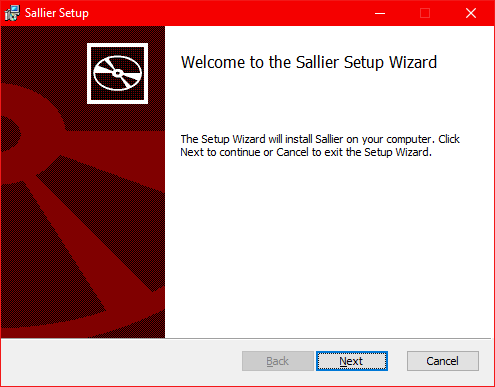 Sallier Setup
Welcome to the Sallier Setup Wizard
The Setup Wizard will install Sallier on your computer. Click
Next to continue or Cancel to exit the Setup Wizard.
Back Next Cancel